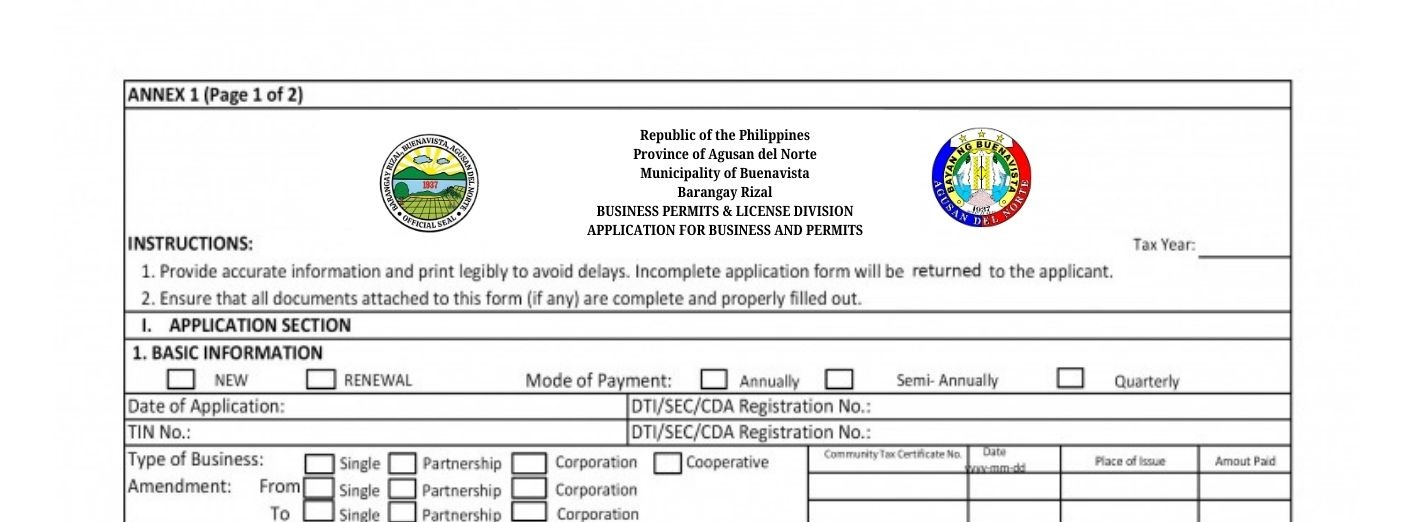 ANNEX 1 (Page 1 of 2)
Republic of the Philippines
Province of Agusan del Norte
Municipality of Buenavista
Barangay Rizal
BUSINESS PERMITS & LICENSE DIVISION
APPLICATION FOR BUSINESS AND PERMITS
BARANGAY RIZAL, BUENAVISTA, AGUSAN DEL NORTE
1937
OFFICIAL SEAL
BAYAN NG BUENAVISTA
1937
AGUSAN DEL NORTE
INSTRUCTIONS: Tax Year:
1. Provide accurate information and print legibly to avoid delays. Incomplete application form will be returned to the applicant.
2. Ensure that all documents attached to this form (if any) are complete and properly filled out.
I. APPLICATION SECTION
1. BASIC INFORMATION
NEW RENEWAL Mode of Payment: Annually Semi- Annually Quarterly
Date of Application: DTI/SEC/CDA Registration No.:
TIN No.: DTI/SEC/CDA Registration No.:
Type of Business: Single Partnership Corporation Cooperative
Community Tax Certificate No. Date Place of Issue Amout Paid
yyy-mm-dd
Amendment: From Single Partnership Corporation
To Single Partnership Corporation